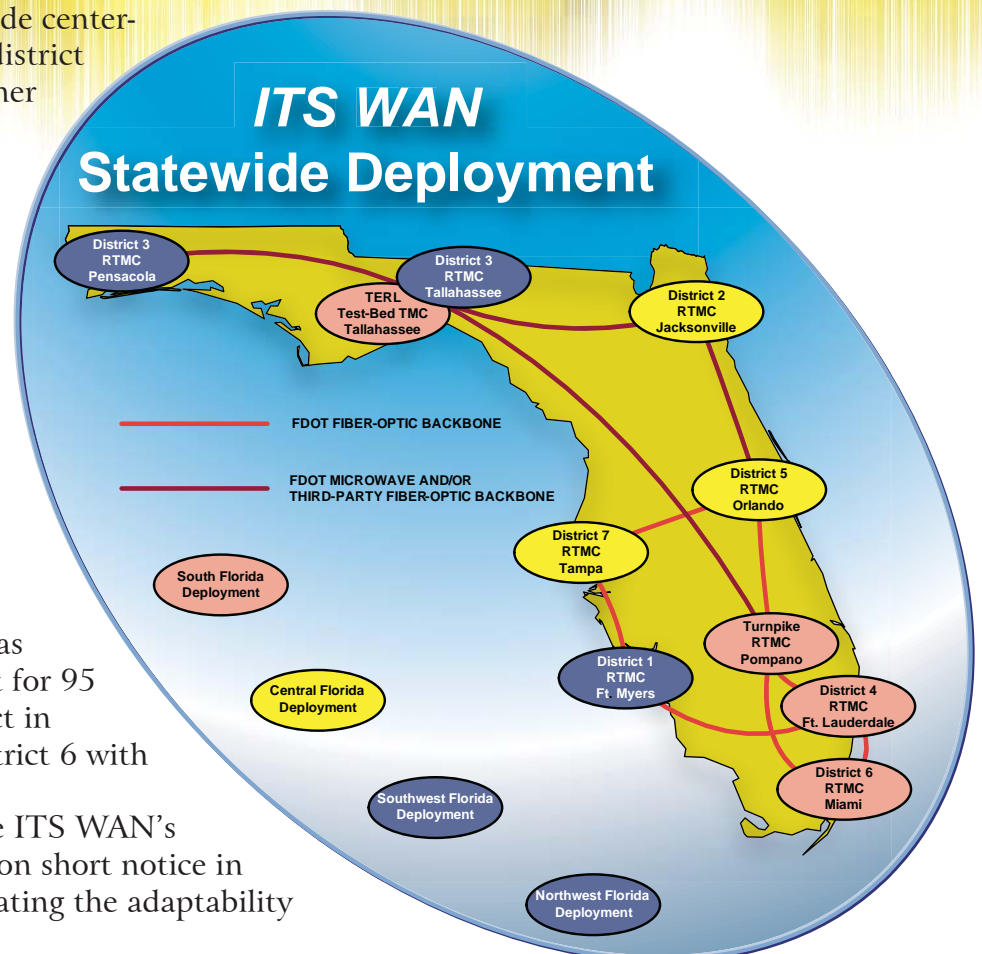 de center-
district
ITS WAN
Statewide Deployment
District 3
RTMC
Pensacola
District 3
RTMC
Tallahassee
TERL
Test-Bed TMC
Tallahassee
District 2
RTMC
Jacksonville
FDOT FIBER-OPTIC BACKBONE
FDOT MICROWAVE AND/OR
THIRD-PARTY FIBER-OPTIC BACKBONE
District 5
RTMC
Orlando
District 7
RTMC
Tampa
South Florida
Deployment
Turnpike
RTMC
Pompano
District 1
RTMC
Ft. Myers
District 4
RTMC
Ft. Lauderdale
Central Florida
Deployment
District 6
RTMC
Miami
Southwest Florida
Deployment
Northwest Florida
Deployment
as
t for 95
ct in
trict 6 with
e ITS WAN’s
on short notice in
ating the adaptability